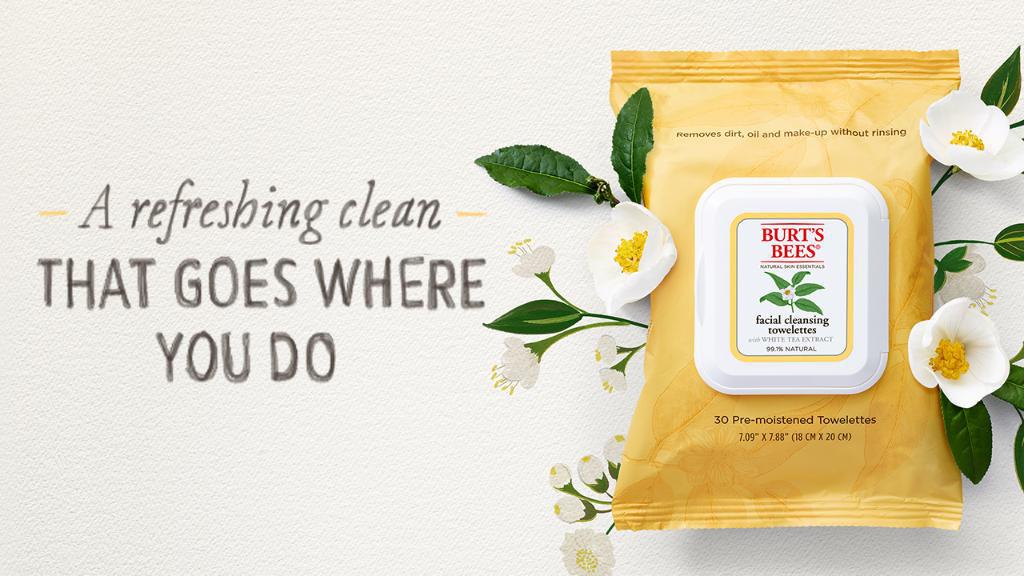 A refreshing clean
THAT GOES WHERE
YOU DO
Removes dirt, oil and make-up without rinsing
BURT'S
BEES®
NATURAL SKIN ESSENTIALS
facial cleansing
towelettes
with WHITE TEA EXTRACT
99.1% NATURAL
30 Pre-moistened Towelettes
7.09" X 7.88" (18 CM X 20 CM)